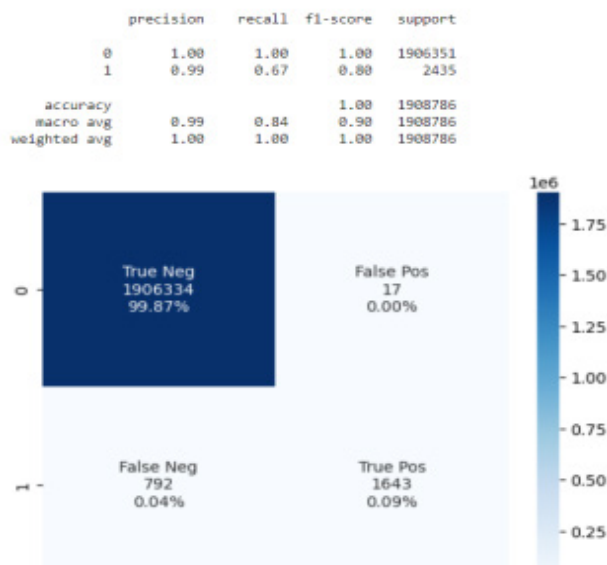 precision recall f1-score support
0 1.00 1.00 1.00 1906351
1 0.99 0.67 0.80 2435
accuracy 1.00 1908786
macro avg 0.99 0.84 0.90 1908786
weighted avg 1.00 1.00 1.00 1908786
1e6
True Neg
1906334
99.87%
False Pos
17
0.00%
0
False Neg
792
0.04%
True Pos
1643
0.09%
1
1.75
1.50
1.25
1.00
0.75
0.50
0.25